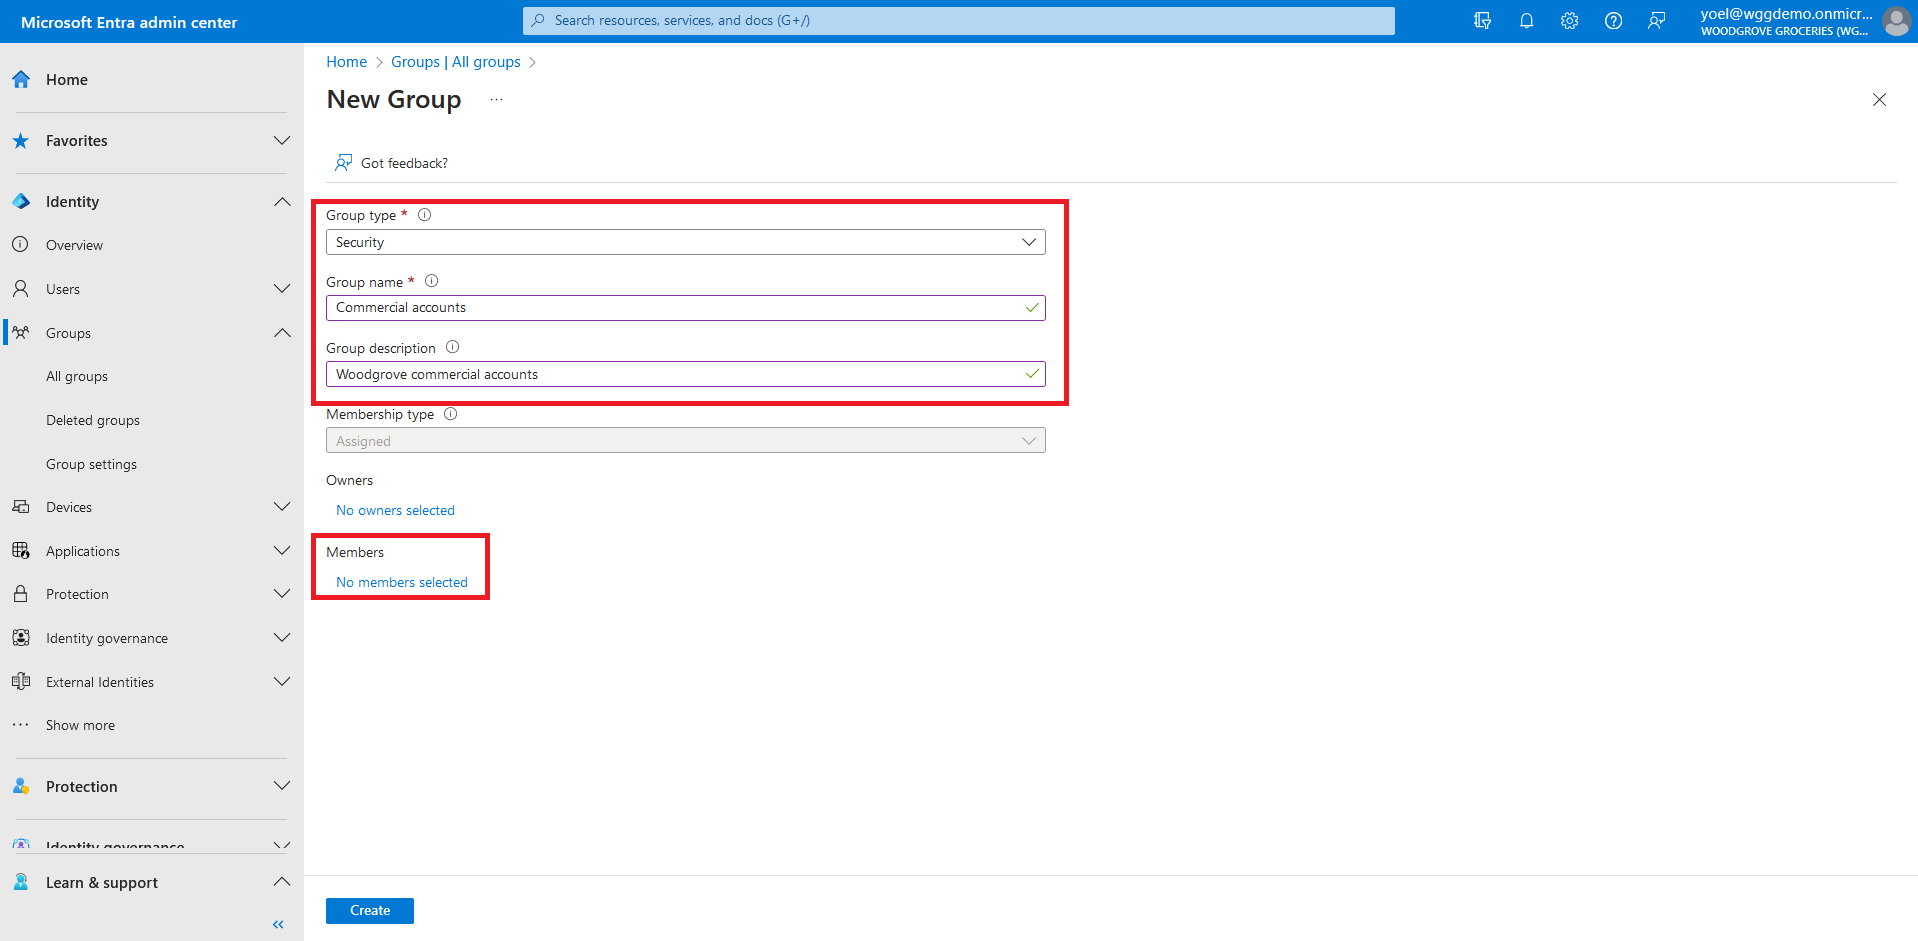 Microsoft Entra admin center
Search resources, services, and docs (G+/)
yoel@wggdemo.onmicr...
WOODGROVE GROCERIES (WG...
Home
Favorites
Identity
Overview
Users
Groups
All groups
Deleted groups
Group settings
Devices
Applications
Protection
Identity governance
External Identities
Show more
Protection
Identity governance
Learn & support
Home > Groups | All groups >
New Group ...
Got feedback?
Group type *
Security
Group name *
Commercial accounts
Group description
Woodgrove commercial accounts
Membership type
Assigned
Owners
No owners selected
Members
No members selected
Create